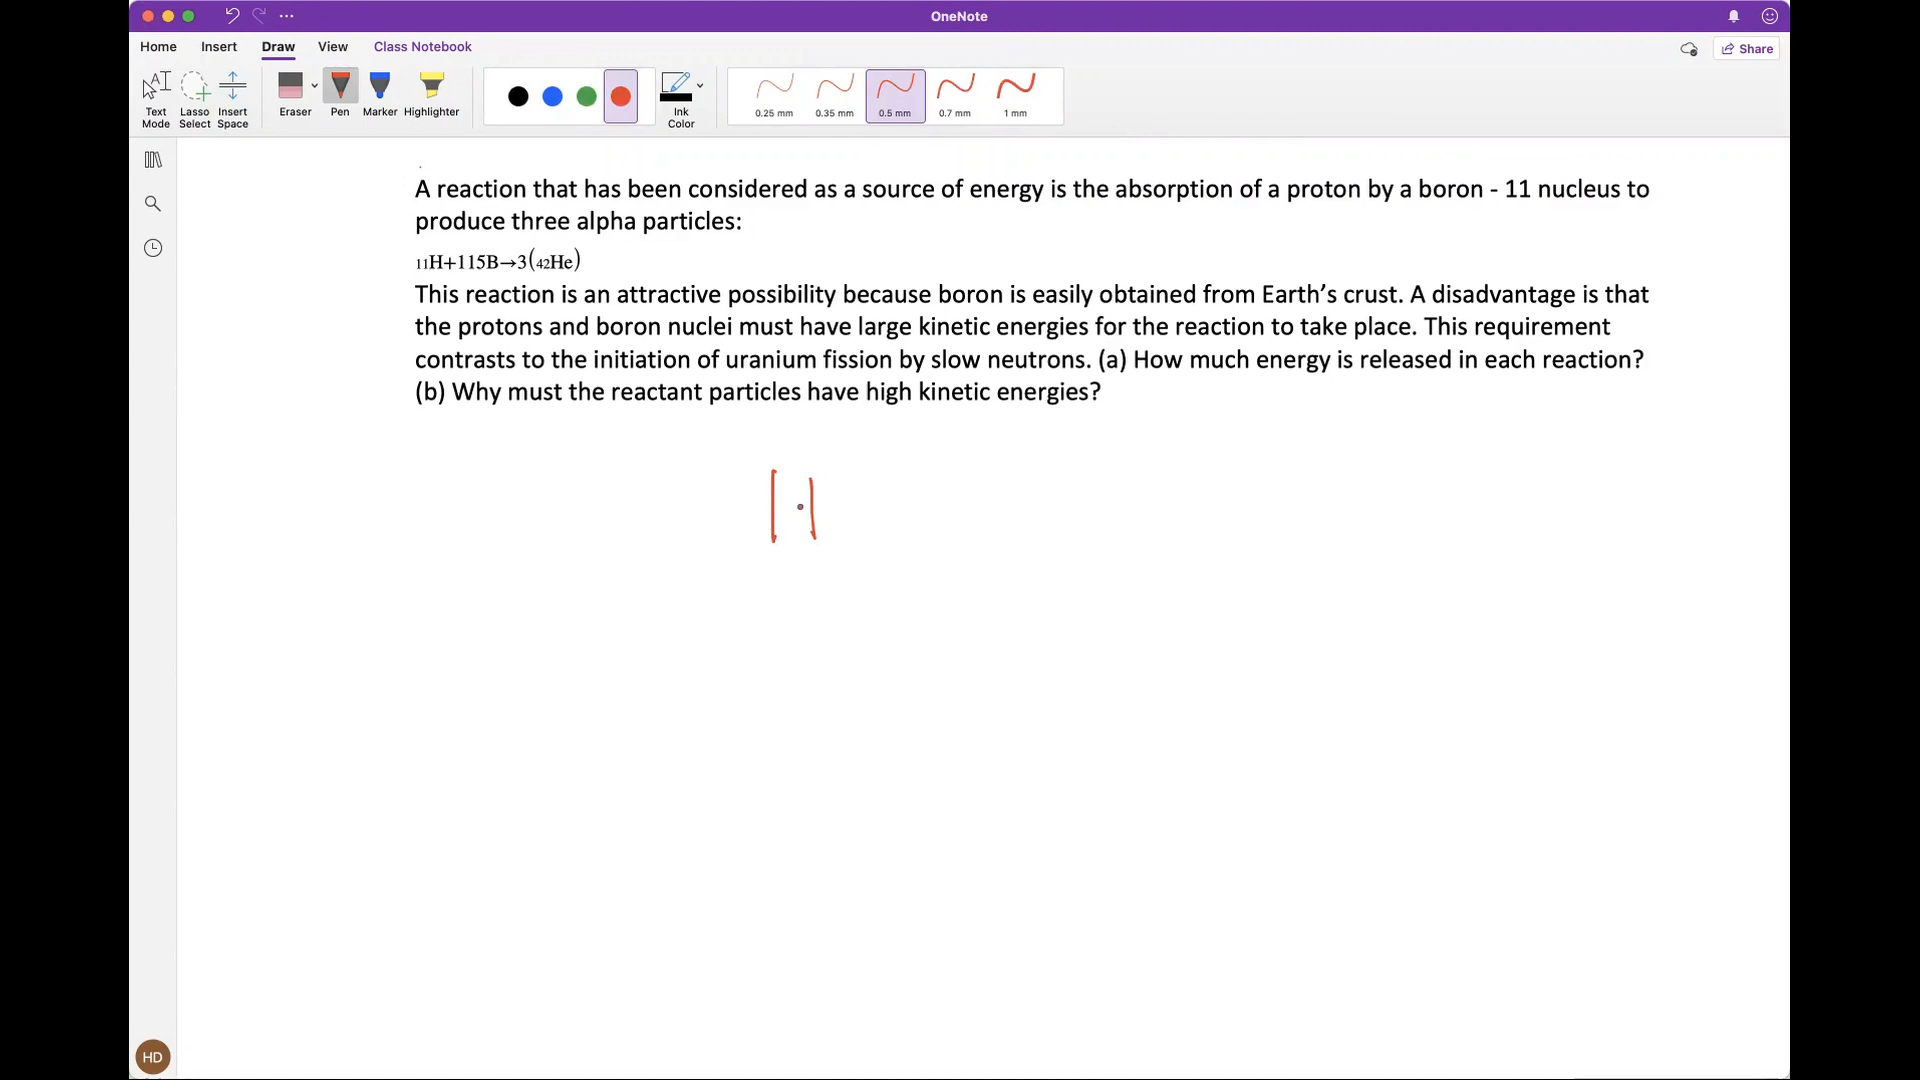 OneNote
Home Insert Draw View Class Notebook
Share
Text Mode
Lasso Select
Insert Space
Eraser
Pen
Marker
Highlighter
Ink Color
0.25 mm
0.35 mm
0.5 mm
0.7 mm
1 mm
A reaction that has been considered as a source of energy is the absorption of a proton by a boron - 11 nucleus to
produce three alpha particles:
11H+115B→3(42He)
This reaction is an attractive possibility because boron is easily obtained from Earth’s crust. A disadvantage is that
the protons and boron nuclei must have large kinetic energies for the reaction to take place. This requirement
contrasts to the initiation of uranium fission by slow neutrons. (a) How much energy is released in each reaction?
(b) Why must the reactant particles have high kinetic energies?
HD